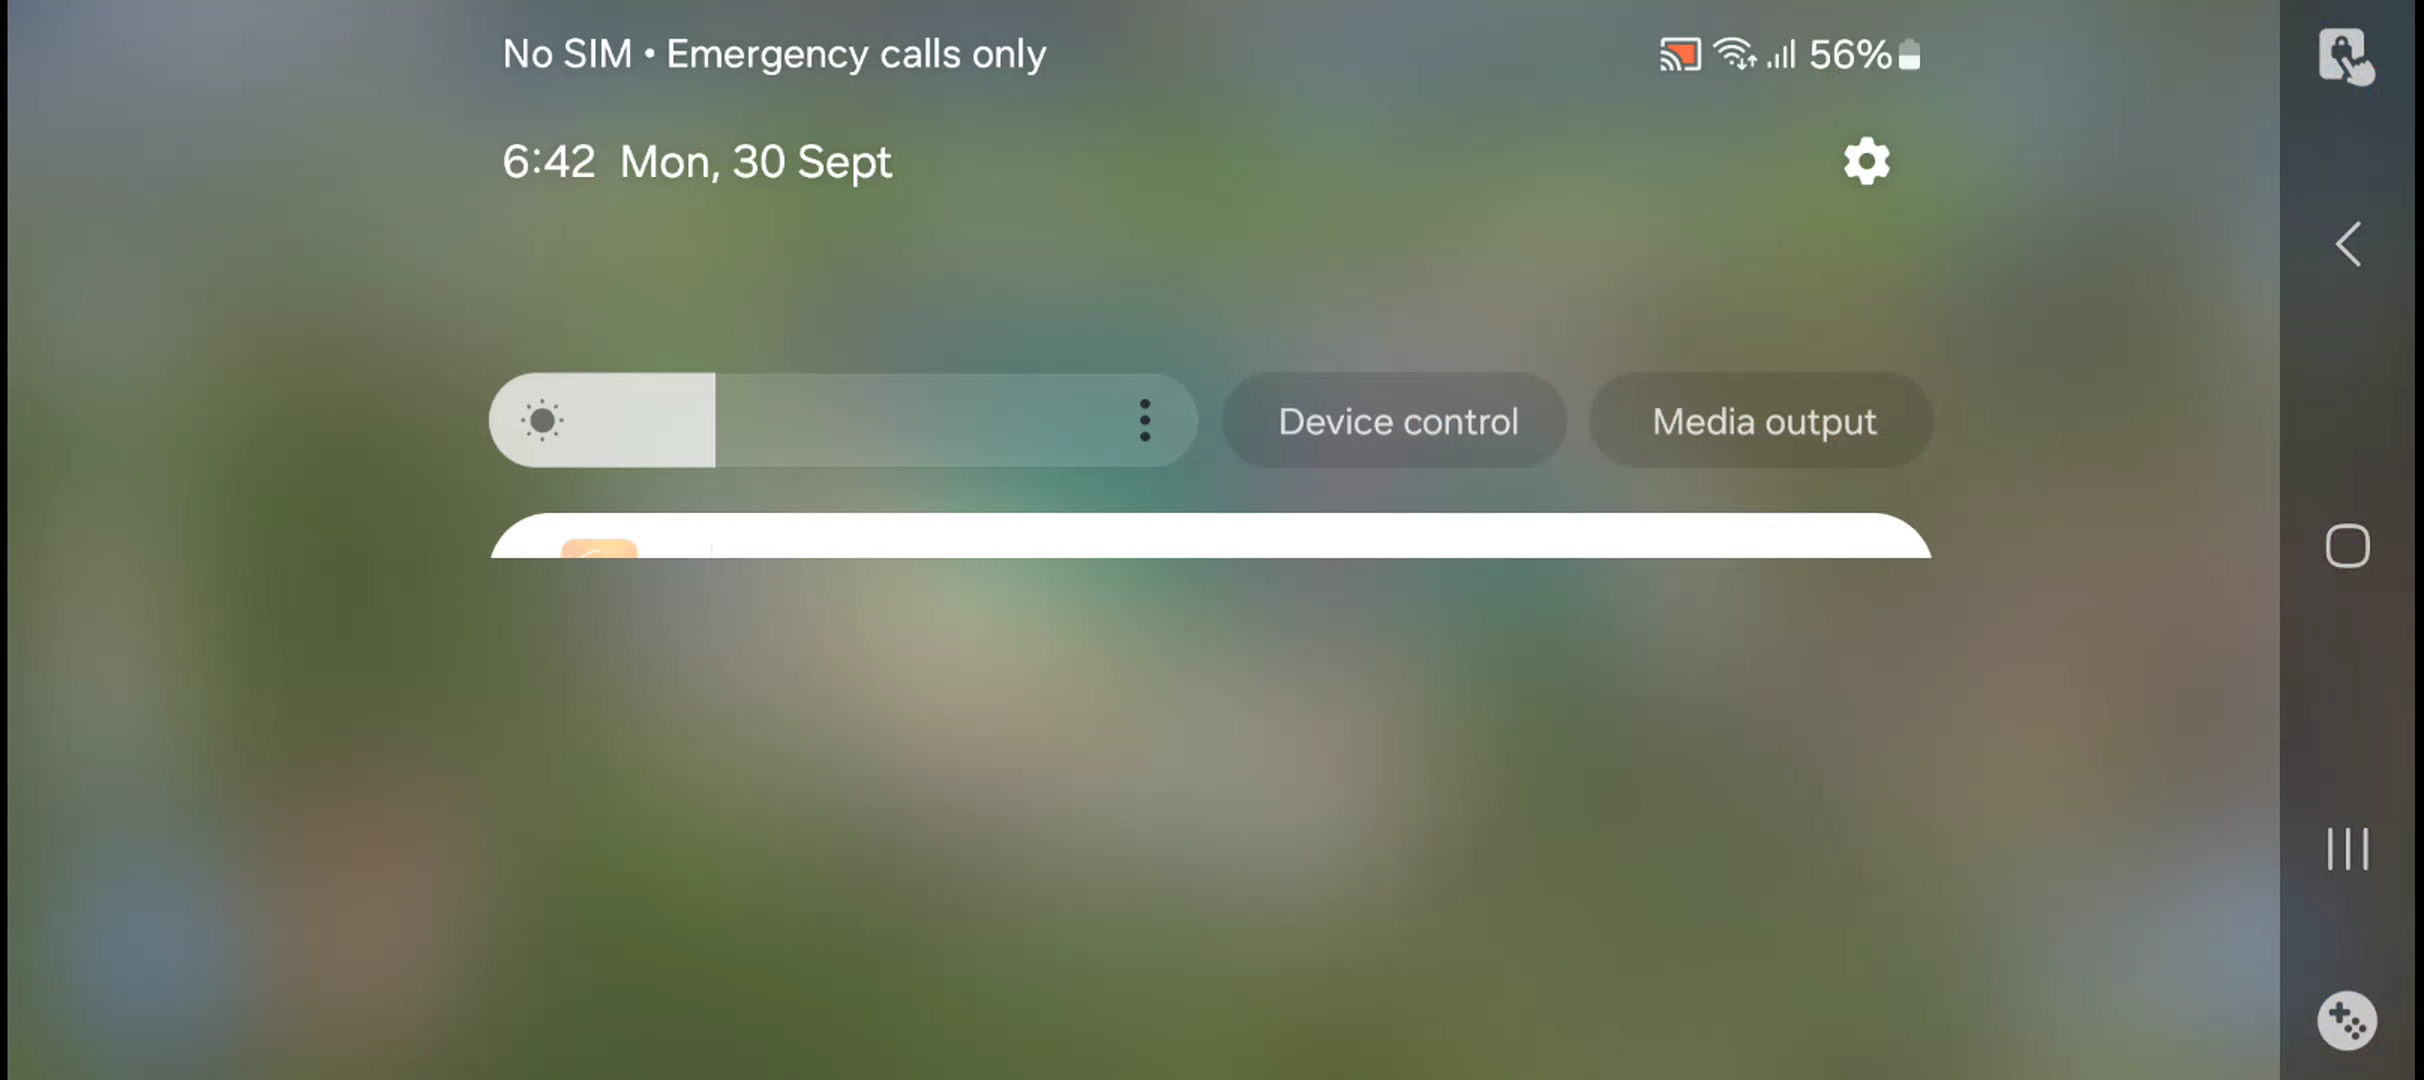 No SIM • Emergency calls only
56%
6:42 Mon, 30 Sept
Device control
Media output